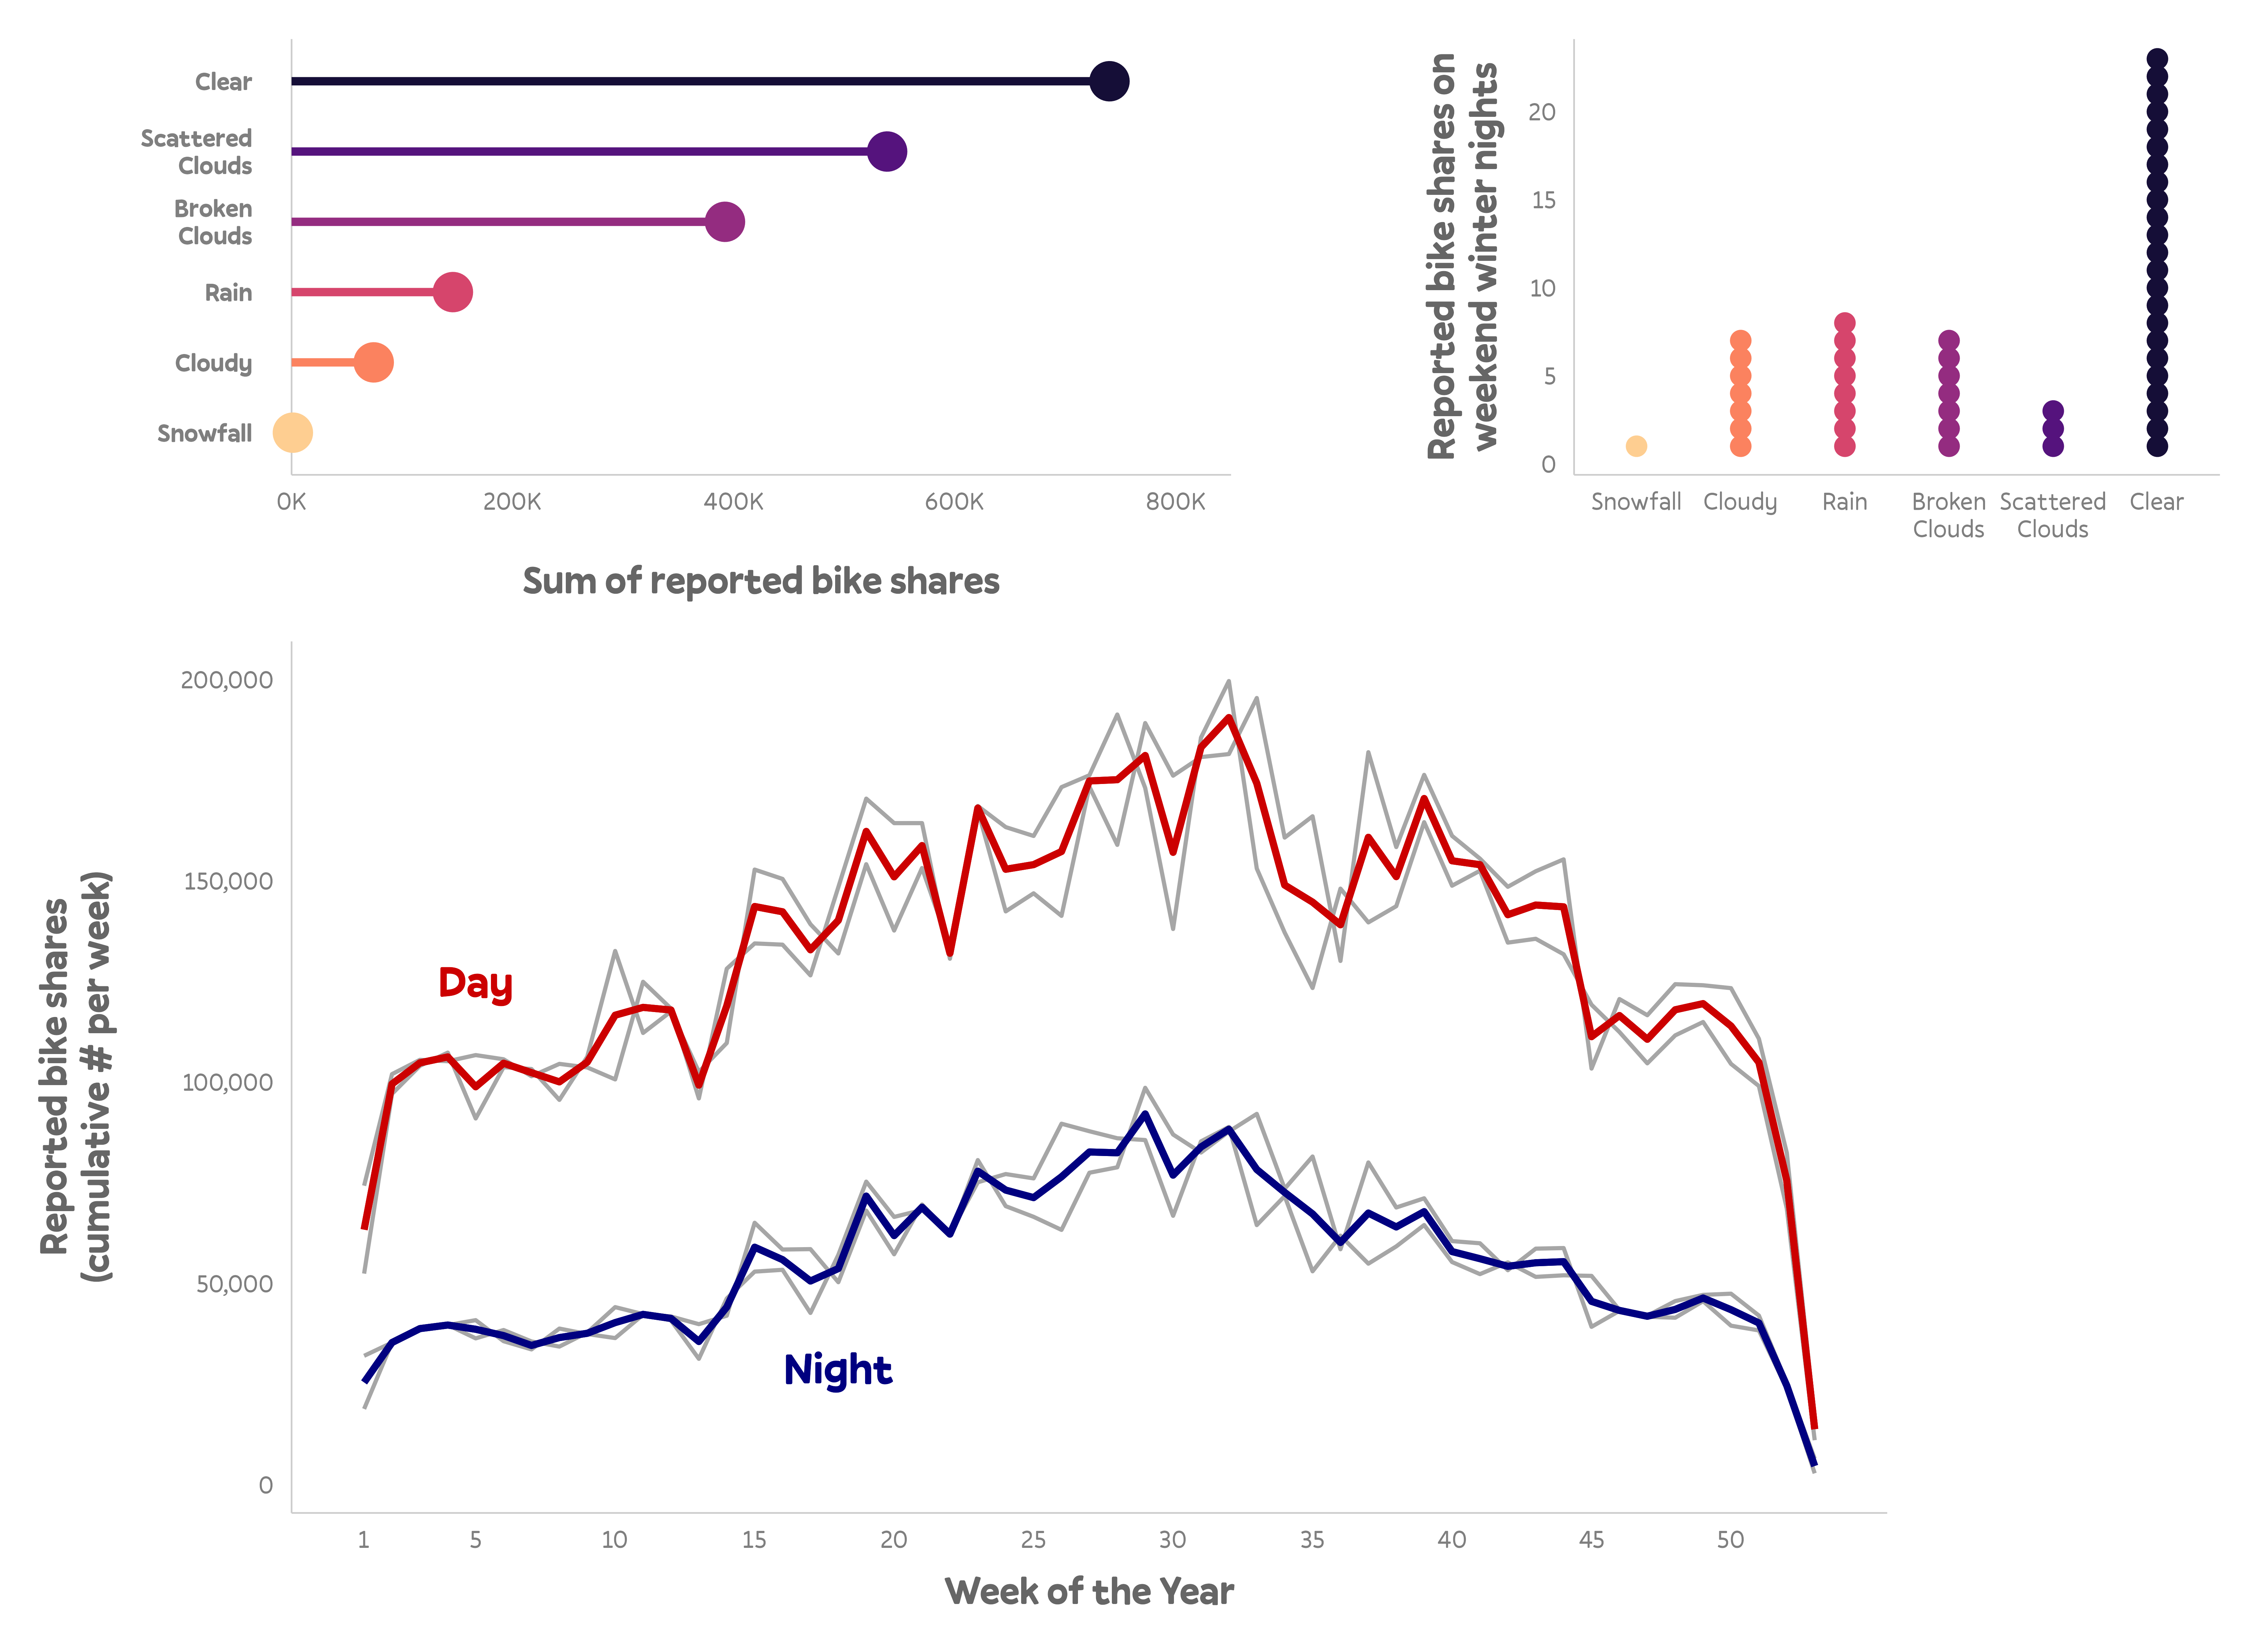 Clear
Scattered
Clouds
Broken
Clouds
Rain
Cloudy
Snowfall
0K 200K 400K 600K 800K
Sum of reported bike shares
Reported bike shares on
weekend winter nights
20
15
10
5
0
Snowfall Cloudy Rain Broken Scattered Clear
Clouds Clouds
Reported bike shares
(cumulative # per week)
200,000
150,000
100,000
50,000
0
Day
Night
1 5 10 15 20 25 30 35 40 45 50
Week of the Year